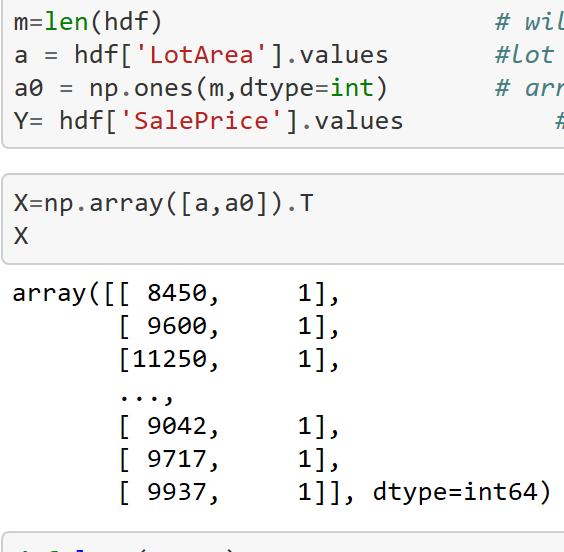 m=len(hdf) # wil
a = hdf['LotArea'].values #lot
a0 = np.ones(m,dtype=int) # arr
Y= hdf['SalePrice'].values #
X=np.array([a,a0]).T
X
array([[ 8450, 1],
[ 9600, 1],
[11250, 1],
...,
[ 9042, 1],
[ 9717, 1],
[ 9937, 1]], dtype=int64)